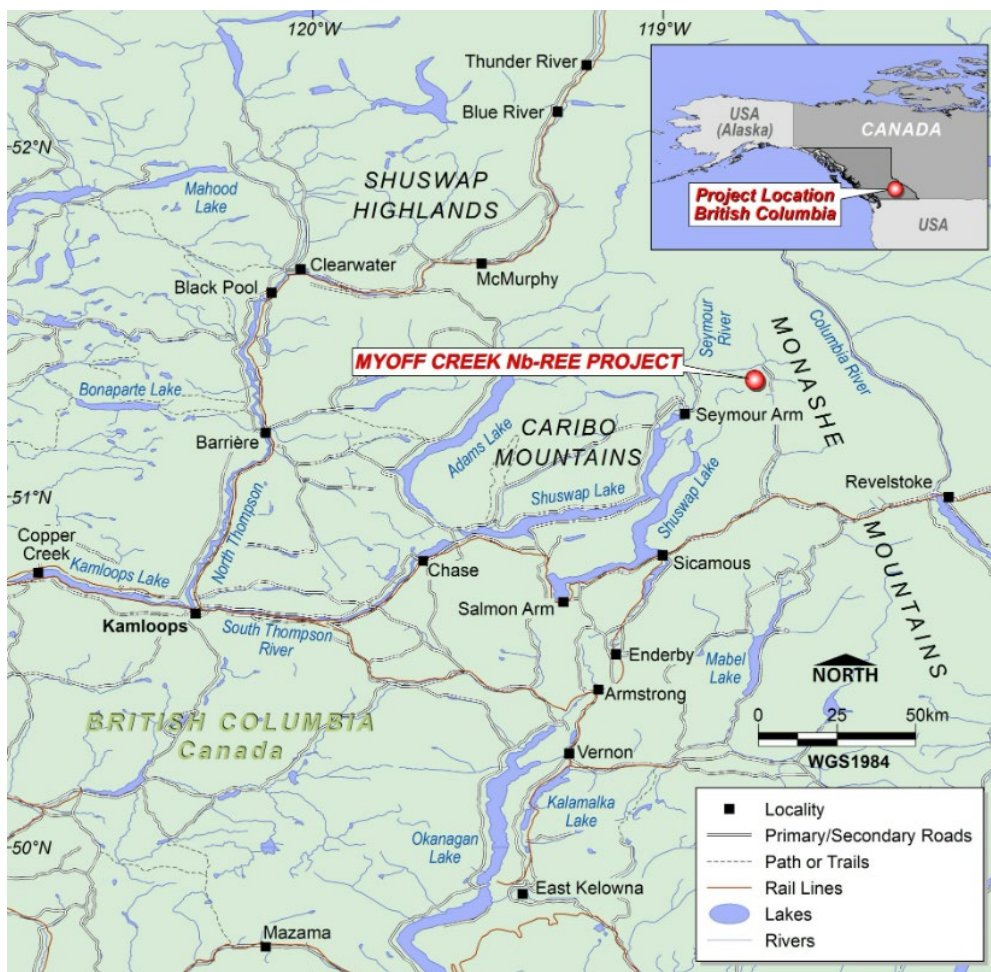 120°W
119°W
Thunder River
Blue River
USA
(Alaska)
CANADA
Project Location
British Columbia
USA
52°N
Mahood
Lake
SHUSWAP
HIGHLANDS
Clearwater
McMurphy
Black Pool
Seymour
River
MONASHE
Columbia
River
MYOFF CREEK Nb-REE PROJECT
Bonaparte Lake
Seymour Arm
Adams Lake
CARIBO
MOUNTAINS
Barrière
51°N
Shuswap Lake
Shuswap Lake
Revelstoke
North Thompson
Copper
Creek
Kamloops Lake
Chase
Sicamous
MOUNTAINS
Salmon Arm
Kamloops
South Thompson
River
Enderby
Mabel
Lake
Armstrong
NORTH
BRITISH COLUMBIA
Canada
0 25 50km
WGS1984
Vernon
Kalamalka
Lake
Okanagan
Lake
50°N
East Kelowna
Mazama
Locality
Primary/Secondary Roads
Path or Trails
Rail Lines
Lakes
Rivers